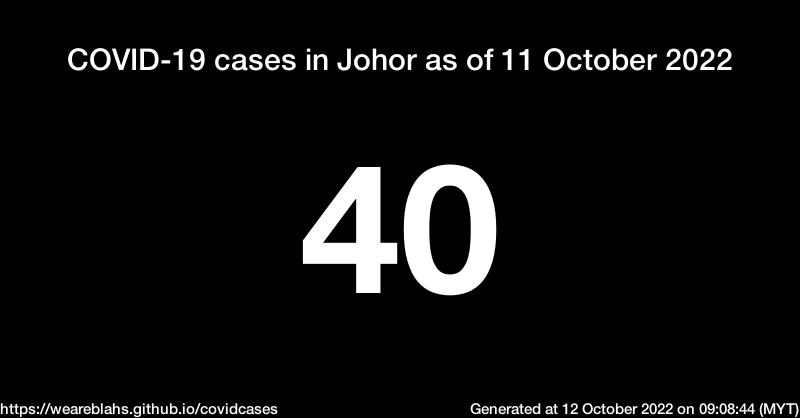 COVID-19 cases in Johor as of 11 October 2022
40
https://weareblahs.github.io/covidcases
Generated at 12 October 2022 on 09:08:44 (MYT)